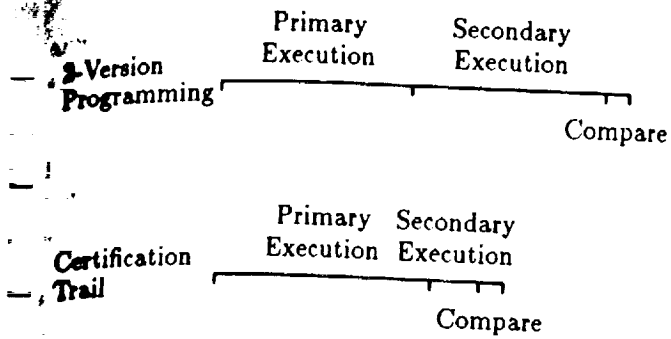 Primary
Execution
Secondary
Execution
2-Version
Programming
Compare
Primary
Execution
Secondary
Execution
Certification
Trail
Compare